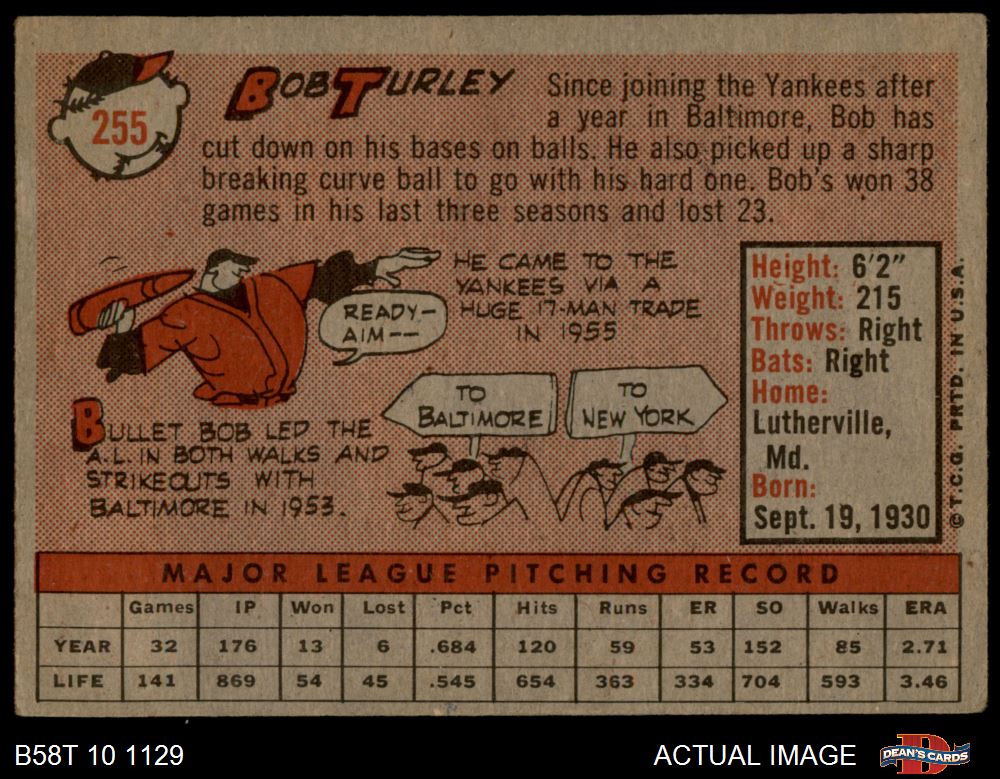 255
BOB TURLEY
Since joining the Yankees after
a year in Baltimore, Bob has
cut down on his bases on balls. He also picked up a sharp
breaking curve ball to go with his hard one. Bob's won 38
games in his last three seasons and lost 23.
HE CAME TO THE
YANKEES VIA A
HUGE 17-MAN TRADE
IN 1955
READY-
AIM--
TO
BALTIMORE
TO
NEW YORK
BULLET BOB LED THE
A.L. IN BOTH WALKS AND
STRIKEOUTS WITH
BALTIMORE IN 1953.
Height: 6'2"
Weight: 215
Throws: Right
Bats: Right
Home:
Lutherville,
Md.
Born:
Sept. 19, 1930
© T.C.G. PRTD. IN U.S.A.
MAJOR LEAGUE PITCHING RECORD
Games IP Won Lost Pct Hits Runs ER SO Walks ERA
YEAR 32 176 13 6 .684 120 59 53 152 85 2.71
LIFE 141 869 54 45 .545 654 363 334 704 593 3.46
B58T 10 1129
ACTUAL IMAGE
DEAN'S CARDS